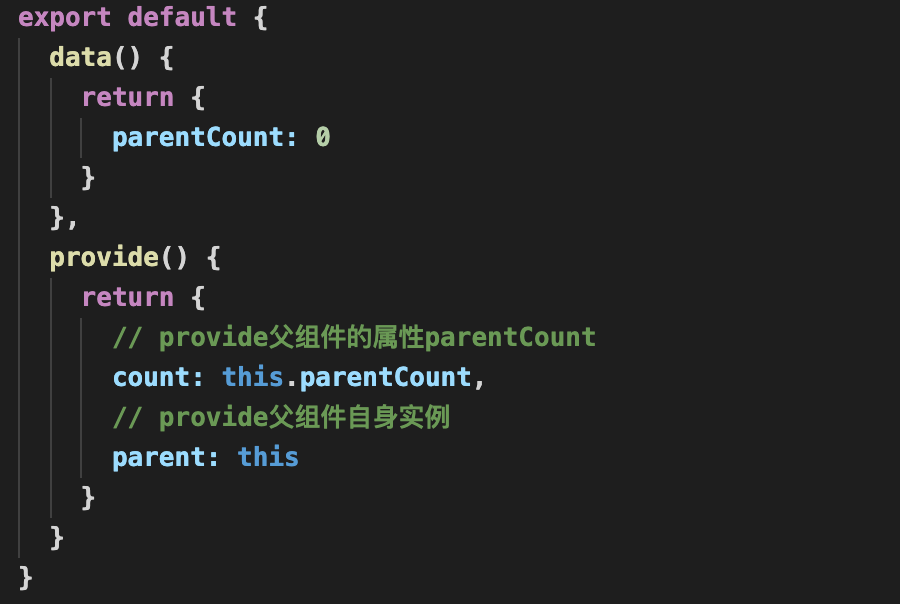 export default {
  data() {
    return {
      parentCount: 0
    }
  },
  provide() {
    return {
      // provide父组件的属性parentCount
      count: this.parentCount,
      // provide父组件自身实例
      parent: this
    }
  }
}